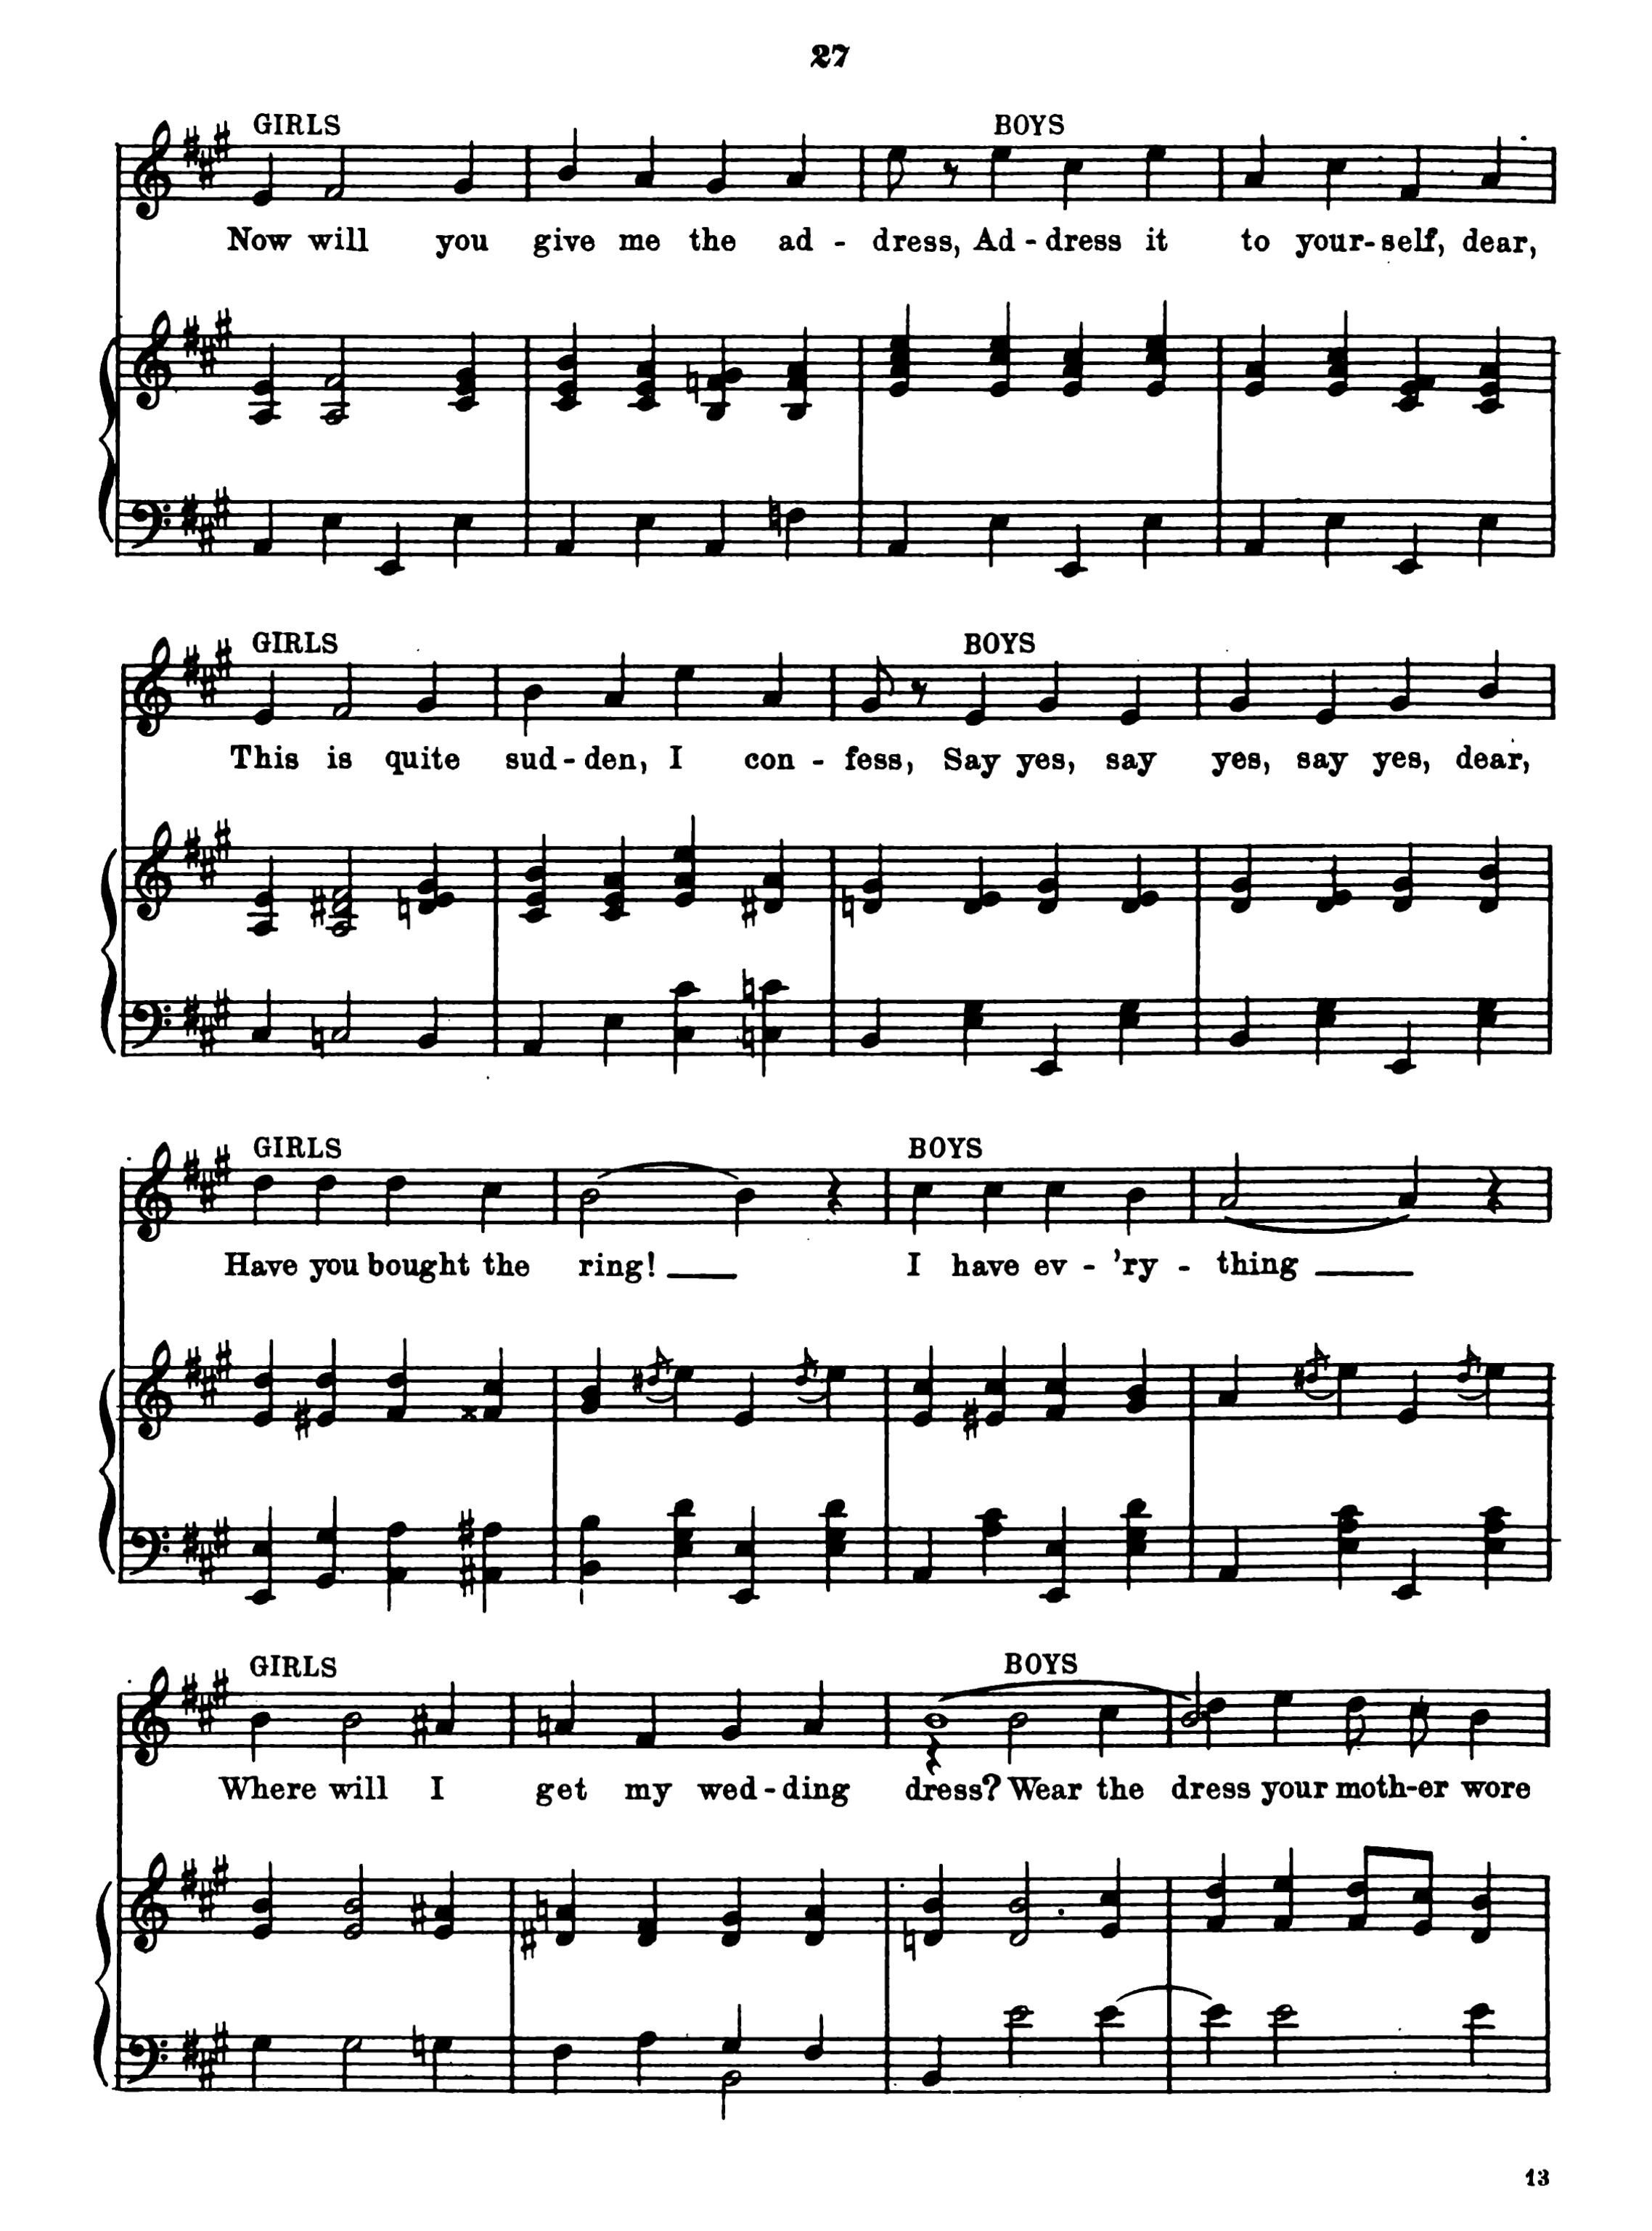 27
GIRLS BOYS
Now will you give me the ad - dress, Ad - dress it to your-self, dear,
GIRLS BOYS
This is quite sud - den, I con - fess, Say yes, say yes, say yes, dear,
GIRLS BOYS
Have you bought the ring! I have ev - 'ry - thing
GIRLS BOYS
Where will I get my wed - ding dress? Wear the dress your moth-er wore
13